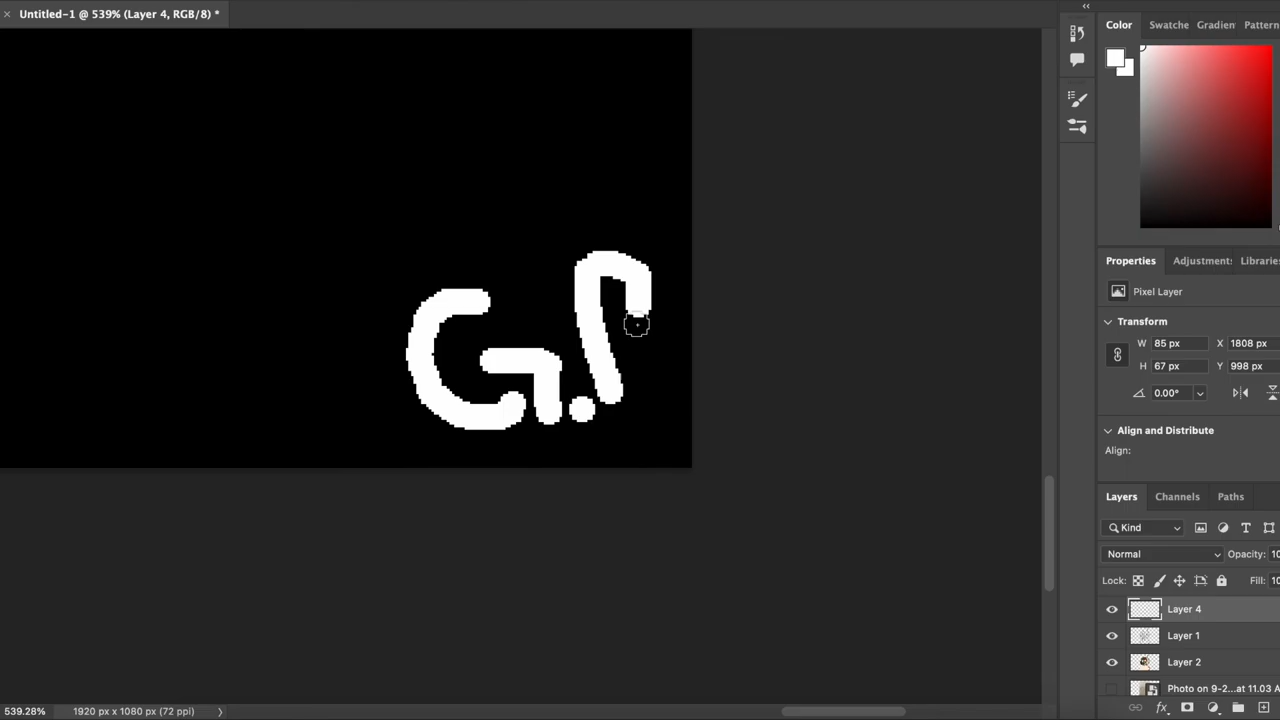 Untitled-1 @ 539% (Layer 4, RGB/8) *
Color Swatche Gradien Pattern
G.
Properties Adjustment Librarie
Pixel Layer
Transform
W 85 px X 1808 px
H 67 px Y 998 px
0.00°
Align and Distribute
Align:
Layers Channels Paths
Kind
Normal Opacity: 10
Lock: Fill: 10
Layer 4
Layer 1
Layer 2
Photo on 9-2...at 11.03 A
539.28% 1920 px x 1080 px (72 ppi)